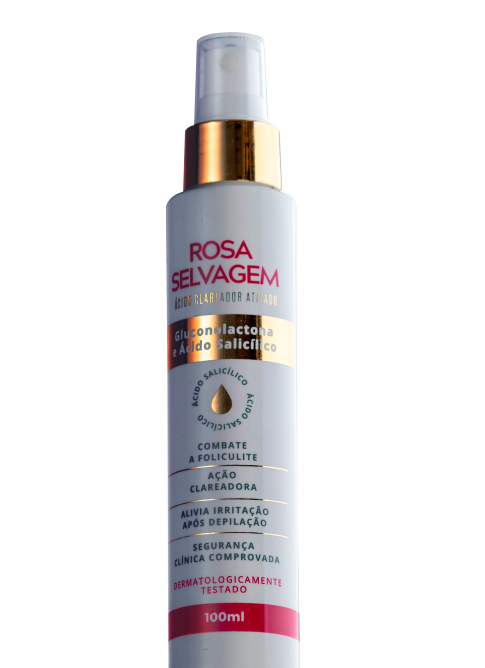 ROSA
SELVAGEM
ÁCIDO CLAREADOR ATIVADO
Gluconolactona
e Ácido Salicílico
ÁCIDO SALICÍLICO
ÁCIDO SALICÍLICO
COMBATE
A FOLICULITE
AÇÃO
CLAREADORA
ALIVIA IRRITAÇÃO
APÓS DEPILAÇÃO
SEGURANÇA
CLÍNICA COMPROVADA
DERMATOLOGICAMENTE
TESTADO
100ml